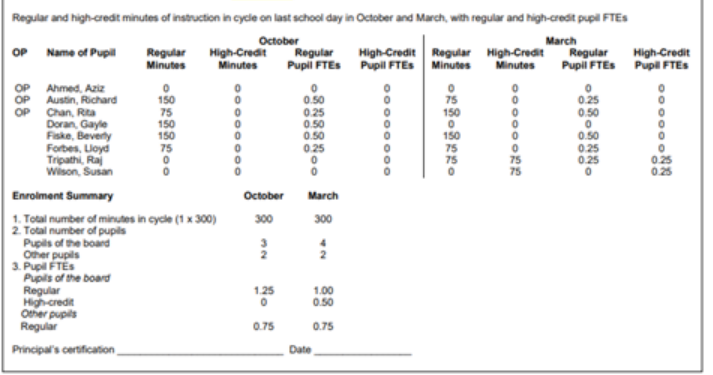 Regular and high-credit minutes of instruction in cycle on last school day in October and March, with regular and high-credit pupil FTEs
October March
OP Name of Pupil Regular Minutes High-Credit Minutes Regular Pupil FTEs High-Credit Pupil FTEs Regular Minutes High-Credit Minutes Regular Pupil FTEs High-Credit Pupil FTEs
OP Ahmed, Aziz 0 0 0 0 0 0 0 0
OP Austin, Richard 150 0 0.50 0 75 0 0.25 0
OP Chan, Rita 75 0 0.25 0 150 0 0.50 0
Doran, Gayle 150 0 0.50 0 0 0 0 0
Fiske, Beverly 150 0 0.50 0 150 0 0.50 0
Forbes, Lloyd 75 0 0.25 0 75 0 0.25 0
Tripathi, Raj 0 0 0 0 75 75 0.25 0.25
Wilson, Susan 0 0 0 0 0 75 0 0.25
Enrolment Summary October March
1. Total number of minutes in cycle (1 x 300) 300 300
2. Total number of pupils
Pupils of the board 3 4
Other pupils 2 2
3. Pupil FTEs
Pupils of the board
Regular 1.25 1.00
High-credit 0 0.50
Other pupils
Regular 0.75 0.75
Principal's certification Date